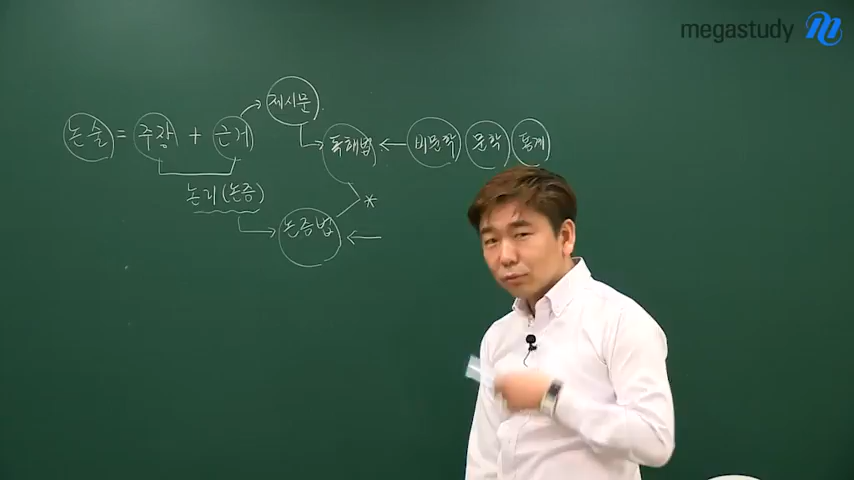 megastudy
제시문
논술 = 주장 + 근거
독해법 ← 비문학 문학 통계
논리(논증)
*
논증법 ←